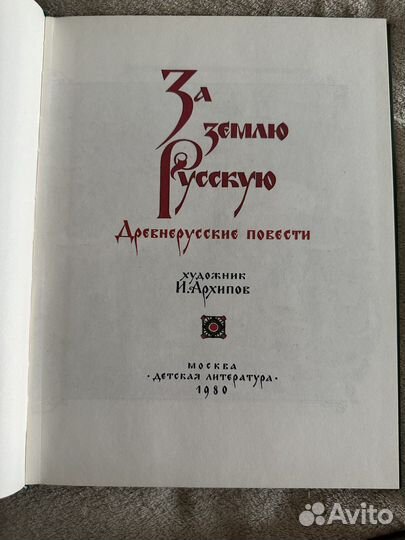 За
землю
Русскую
Древнерусские повести
художник
И. Архипов
МОСКВА
·ДЕТСКАЯ ЛИТЕРАТУРА·
1980
Avito